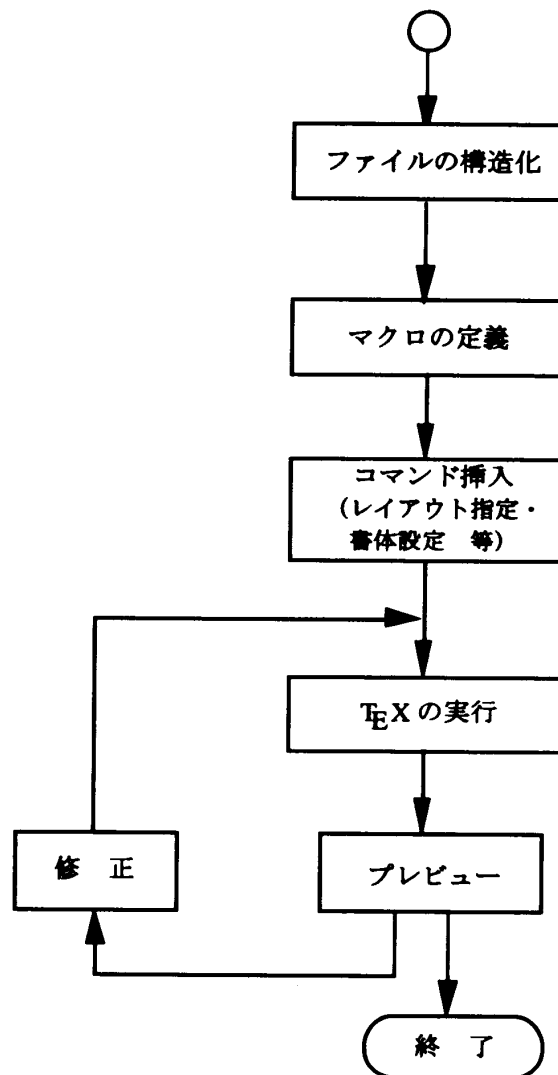 ファイルの構造化
マクロの定義
コマンド挿入
(レイアウト指定・
書体設定 等)
TEXの実行
修 正
プレビュー
終 了